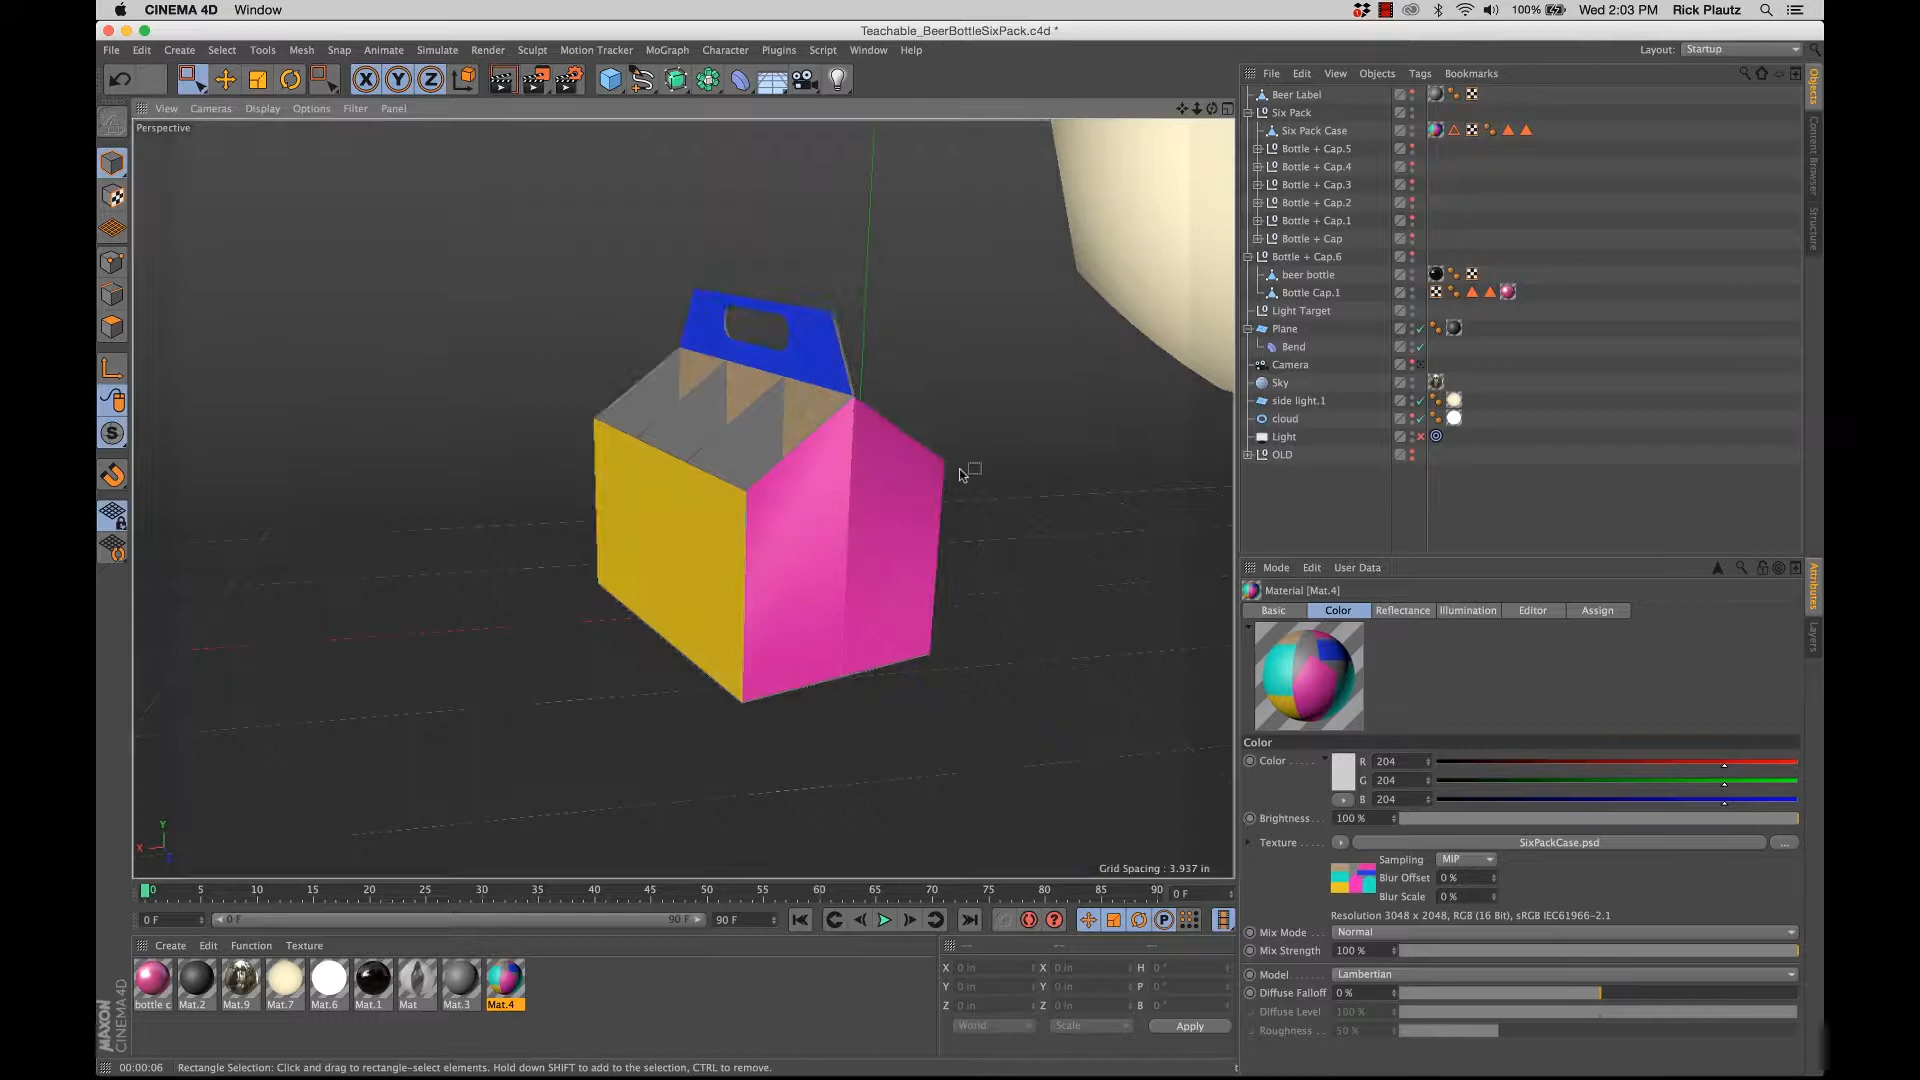 CINEMA 4D Window 100% Wed 2:03 PM Rick Plautz
Teachable_BeerBottleSixPack.c4d *
File Edit Create Select Tools Mesh Snap Animate Simulate Render Sculpt Motion Tracker MoGraph Character Plugins Script Window Help Layout: Startup
X Y Z
File Edit View Objects Tags Bookmarks
View Cameras Display Options Filter Panel
Perspective
Beer Label
Six Pack
Six Pack Case
Bottle + Cap.5
Bottle + Cap.4
Bottle + Cap.3
Bottle + Cap.2
Bottle + Cap.1
Bottle + Cap
Bottle + Cap.6
beer bottle
Bottle Cap.1
Light Target
Plane
Bend
Camera
Sky
side light.1
cloud
Light
OLD
Objects
Content Browser
Structure
Mode Edit User Data
Material [Mat.4]
Basic Color Reflectance Illumination Editor Assign
Attributes
Layers
Color
Color R 204
G 204
B 204
Brightness 100 %
Texture SixPackCase.psd ...
Sampling MIP
Blur Offset 0 %
Blur Scale 0 %
Resolution 3048 x 2048, RGB (16 Bit), sRGB IEC61966-2.1
Mix Mode Normal
Mix Strength 100 %
Model Lambertian
Diffuse Falloff 0 %
Diffuse Level 100 %
Roughness 50 %
Y
X Z
Grid Spacing : 3.937 in
0 5 10 15 20 25 30 35 40 45 50 55 60 65 70 75 80 85 90 0 F
0 F 0 F 90 F 90 F
Create Edit Function Texture
bottle c Mat.2 Mat.9 Mat.7 Mat.6 Mat.1 Mat Mat.3 Mat.4
X 0 in X 0 in H 0 °
Y 0 in Y 0 in P 0 °
Z 0 in Z 0 in B 0 °
World Scale Apply
MAXON
CINEMA 4D
00:00:06 Rectangle Selection: Click and drag to rectangle-select elements. Hold down SHIFT to add to the selection, CTRL to remove.